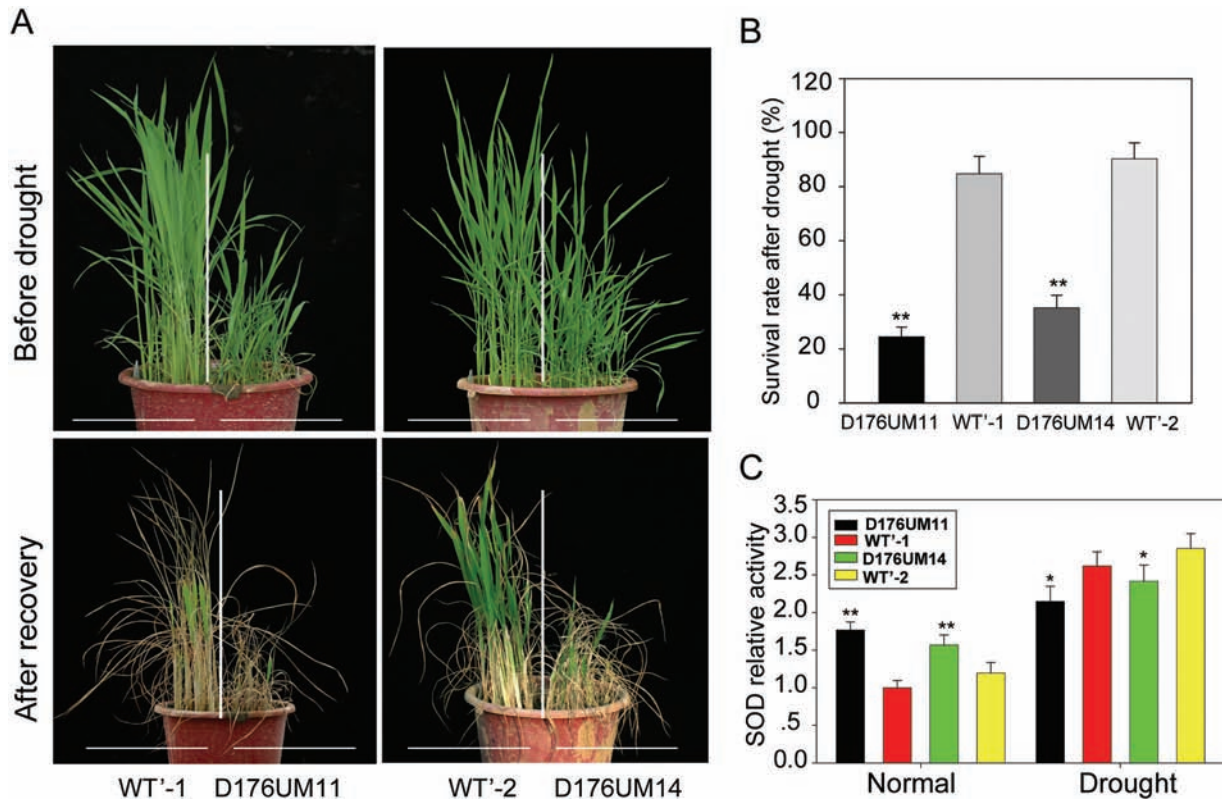 A
Before drought
After recovery
WT’-1 D176UM11
WT’-2 D176UM14
B
Survival rate after drought (%)
120
100
80
60
40
20
0
**
**
D176UM11 WT’-1 D176UM14 WT’-2
C
SOD relative activity
3.5
3.0
2.5
2.0
1.5
1.0
.5
0.0
D176UM11
WT’-1
D176UM14
WT’-2
**
**
*
*
Normal Drought